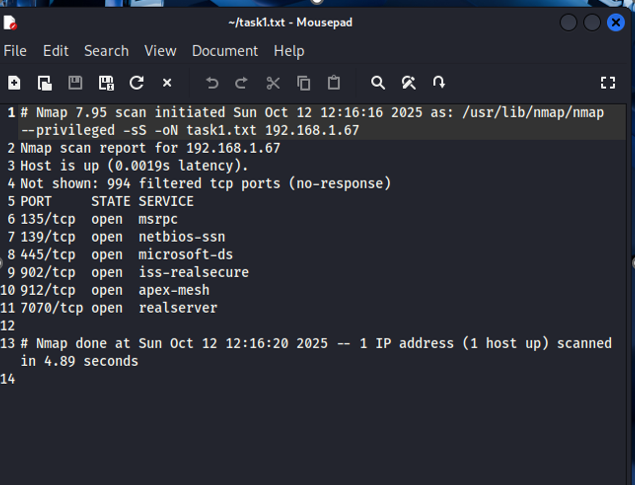 ~/task1.txt - Mousepad
File Edit Search View Document Help
1 # Nmap 7.95 scan initiated Sun Oct 12 12:16:16 2025 as: /usr/lib/nmap/nmap
--privileged -sS -oN task1.txt 192.168.1.67
2 Nmap scan report for 192.168.1.67
3 Host is up (0.0019s latency).
4 Not shown: 994 filtered tcp ports (no-response)
5 PORT     STATE SERVICE
6 135/tcp  open  msrpc
7 139/tcp  open  netbios-ssn
8 445/tcp  open  microsoft-ds
9 902/tcp  open  iss-realsecure
10 912/tcp  open  apex-mesh
11 7070/tcp open  realserver
12
13 # Nmap done at Sun Oct 12 12:16:20 2025 -- 1 IP address (1 host up) scanned
in 4.89 seconds
14